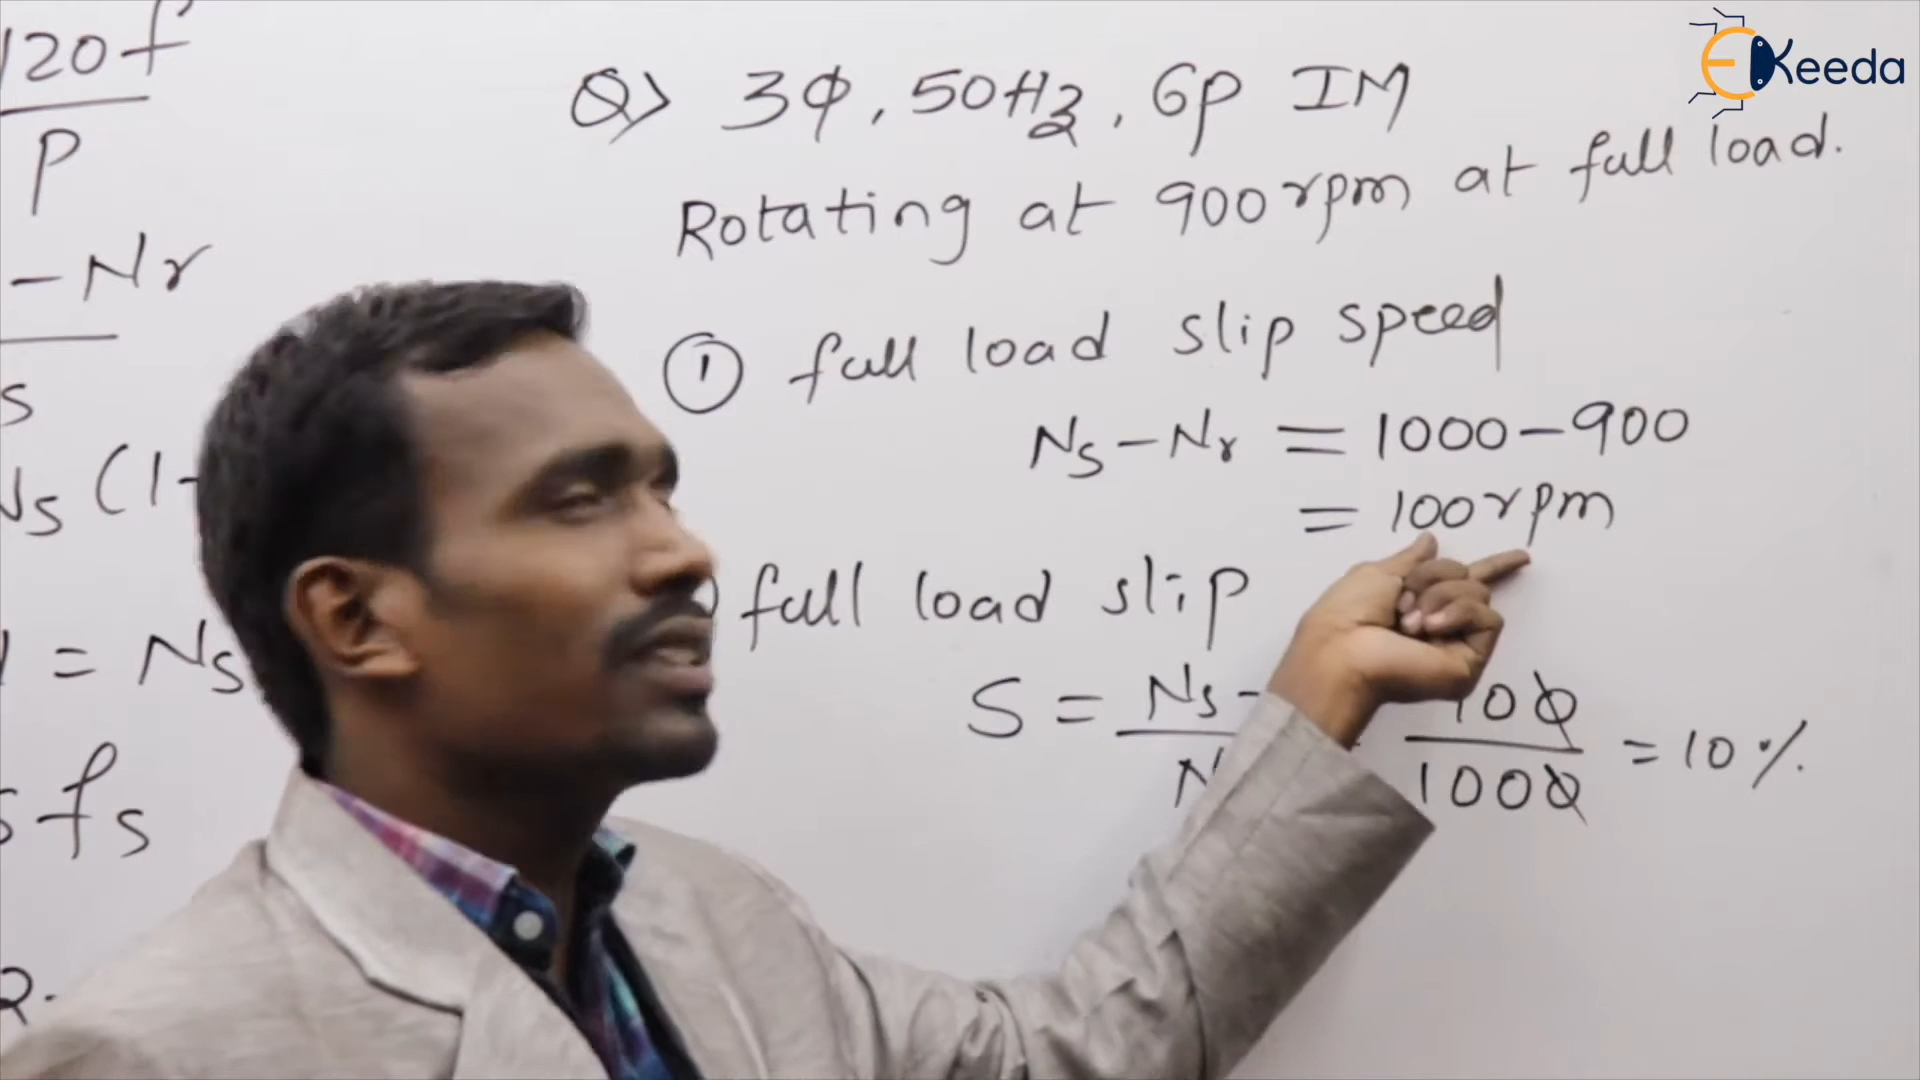 120f
P
Keeda
Q> 3φ, 50Hz, 6p IM
Rotating at 900rpm at full load.
-Nr
① full load slip speed
s
Ns-Nr = 1000-900
Ns (1-
= 100rpm
full load slip
= Ns
S = Ns -
N
100
1000
= 10%
s fs